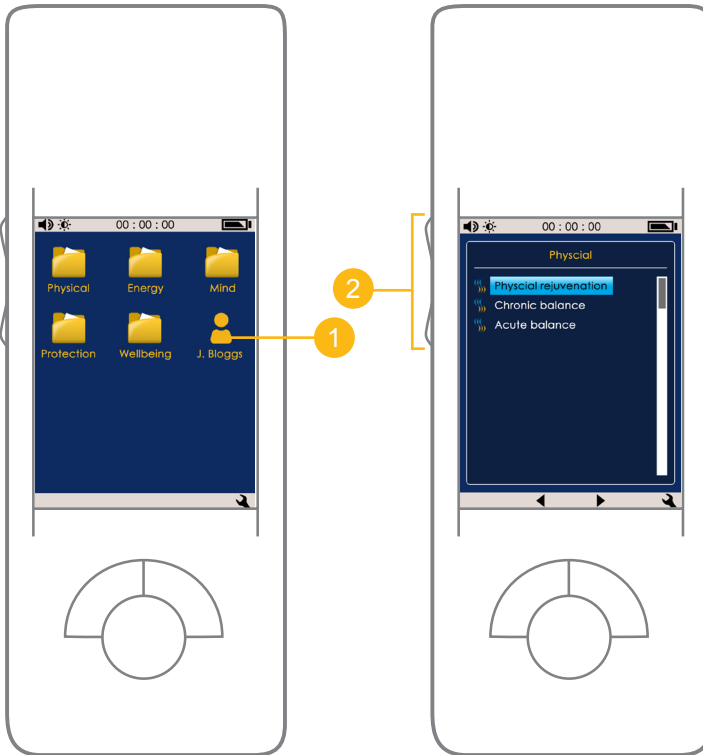 00 : 00 : 00
Physical Energy Mind
Protection Wellbeing J. Bloggs
1
2
00 : 00 : 00
Physcial
Physcial rejuvenation
Chronic balance
Acute balance